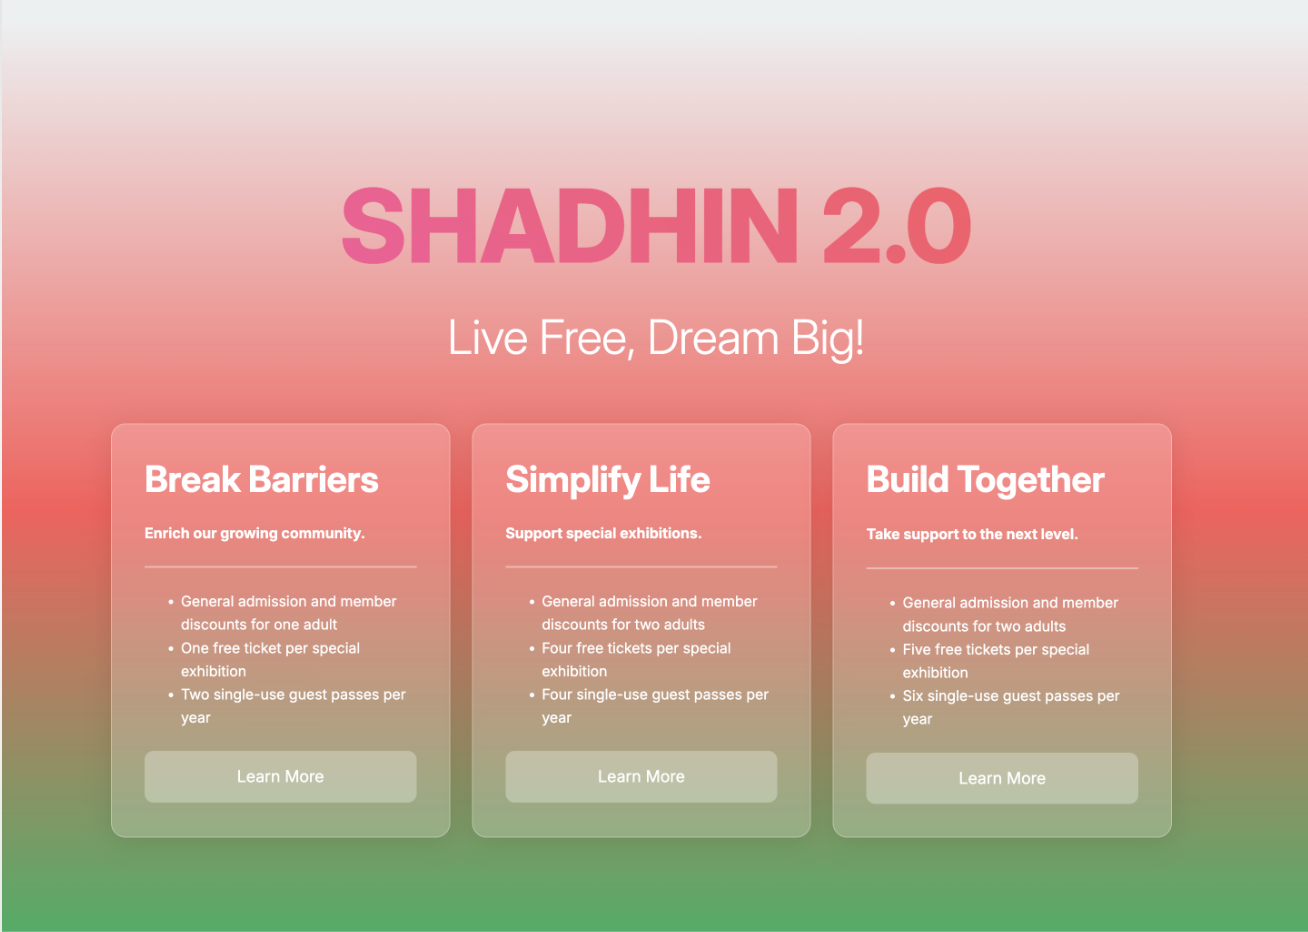 SHADHIN 2.0
Live Free, Dream Big!
Break Barriers
Enrich our growing community.
• General admission and member
discounts for one adult
• One free ticket per special
exhibition
• Two single-use guest passes per
year
Learn More
Simplify Life
Support special exhibitions.
• General admission and member
discounts for two adults
• Four free tickets per special
exhibition
• Four single-use guest passes per
year
Learn More
Build Together
Take support to the next level.
• General admission and member
discounts for two adults
• Five free tickets per special
exhibition
• Six single-use guest passes per
year
Learn More